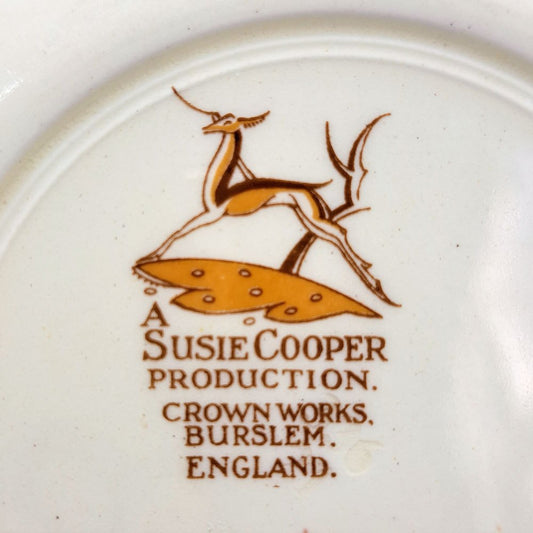 A
SUSIE COOPER
PRODUCTION.
CROWN WORKS,
BURSLEM.
ENGLAND.